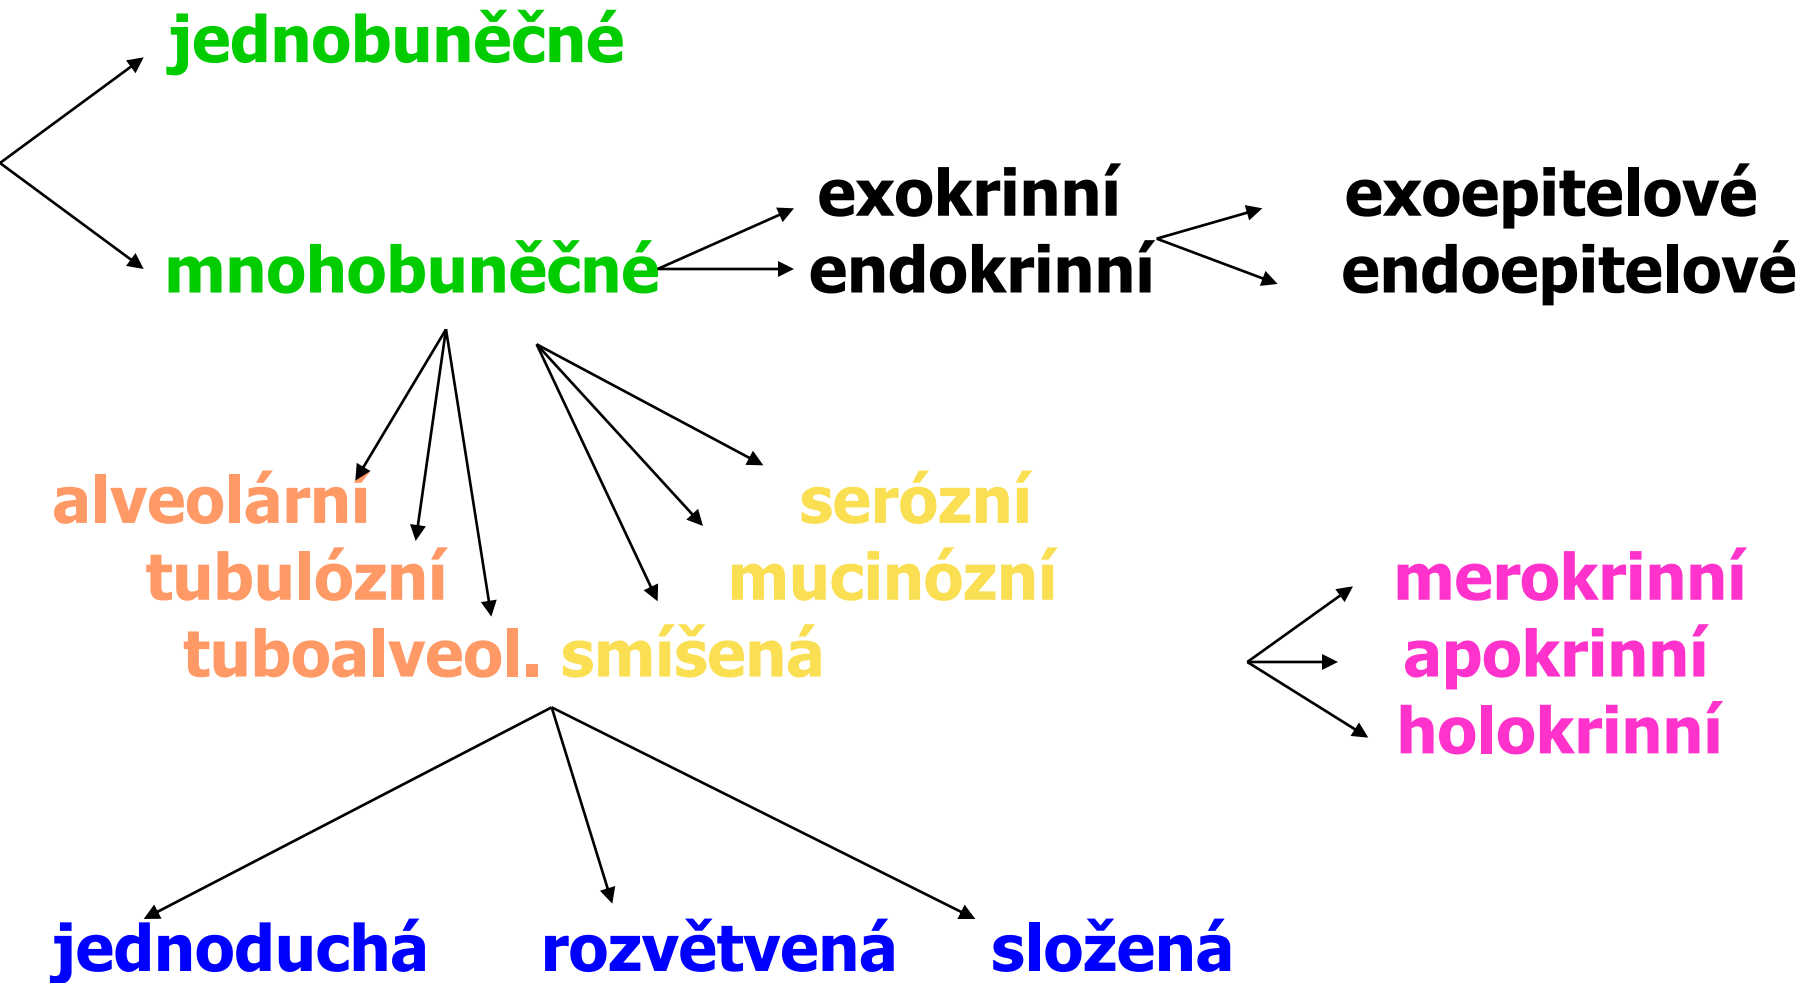 jednobuněčné
exokrinní exoepitelové
mnohobuněčné endokrinní endoepitelové
alveolární serózní
tubulózní mucinózní merokrinní
tuboalveol. smíšená apokrinní
holokrinní
jednoduchá rozvětvená složená